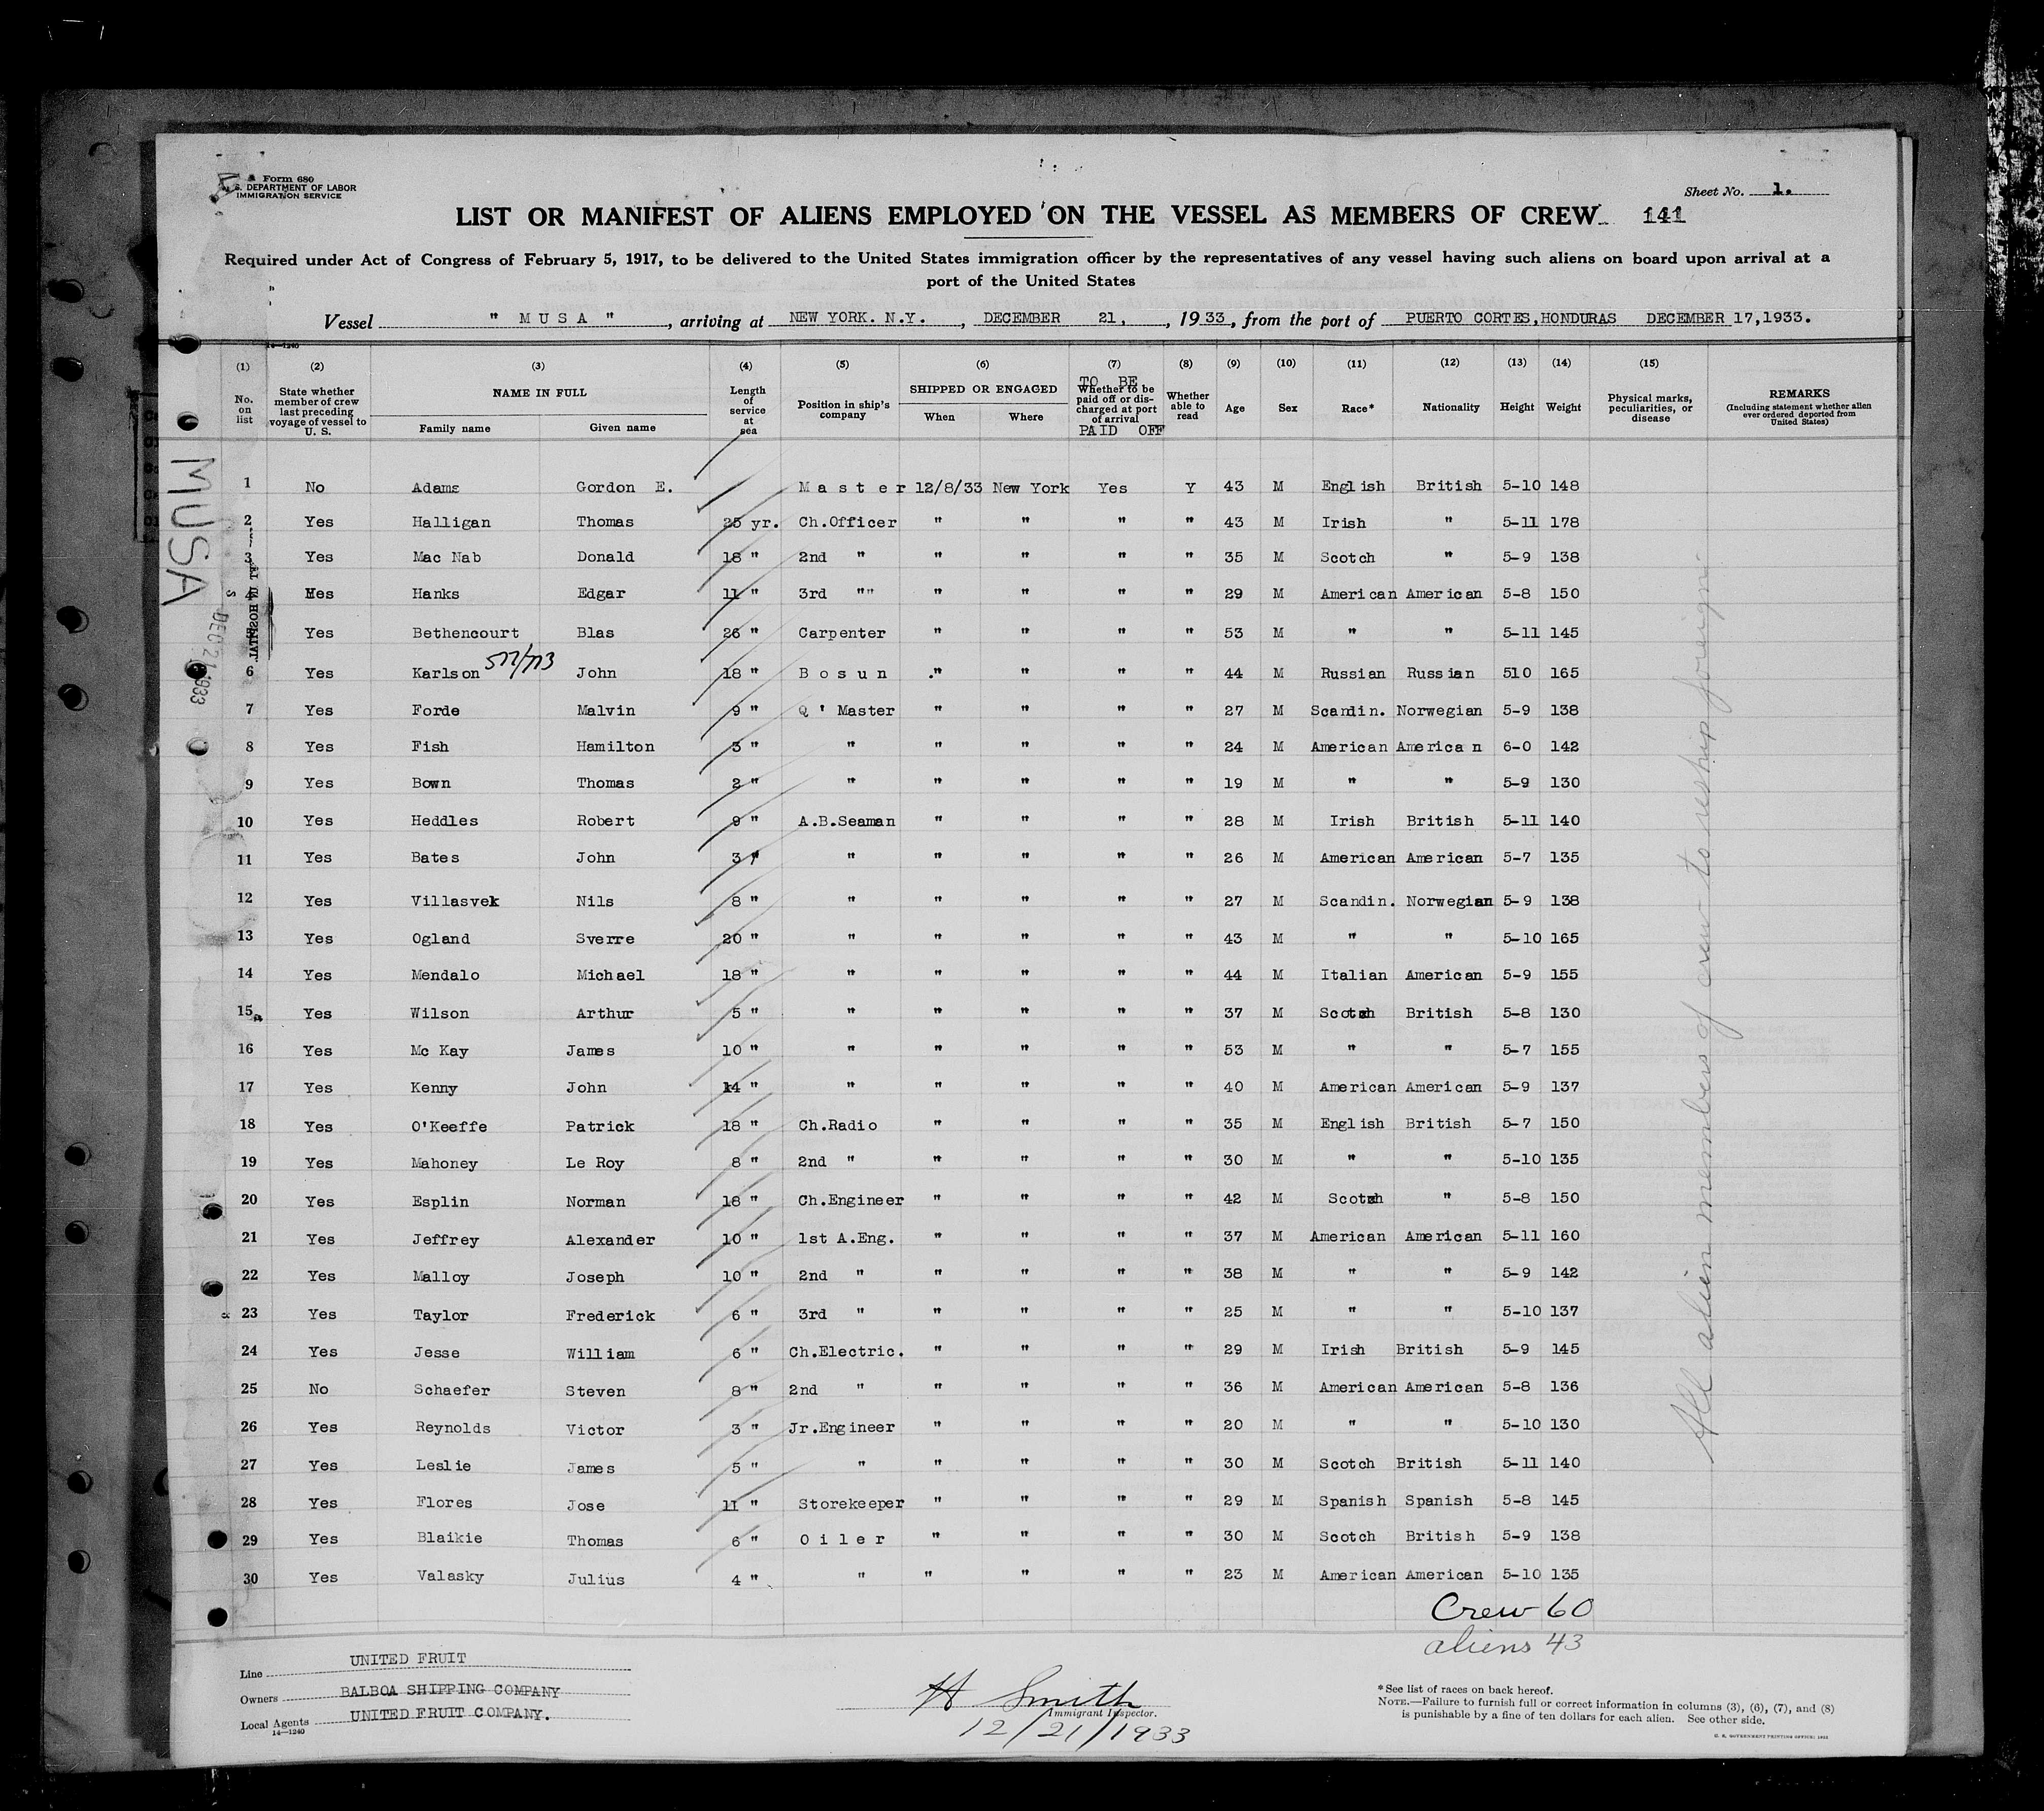 Form 680
U. S. DEPARTMENT OF LABOR
IMMIGRATION SERVICE
Sheet No. 1.
LIST OR MANIFEST OF ALIENS EMPLOYED ON THE VESSEL AS MEMBERS OF CREW 141
Required under Act of Congress of February 5, 1917, to be delivered to the United States immigration officer by the representatives of any vessel having such aliens on board upon arrival at a
port of the United States
Vessel " M U S A ", arriving at NEW YORK. N.Y., DECEMBER 21, , 1933, from the port of PUERTO CORTES, HONDURAS DECEMBER 17,1933.
14—1240
(1) (2) (3) (4) (5) (6) (7) (8) (9) (10) (11) (12) (13) (14) (15)
No. on list
State whether member of crew last preceding voyage of vessel to U. S.
NAME IN FULL
Family name
Given name
Length of service at sea
Position in ship's company
SHIPPED OR ENGAGED
When
Where
TO BE
Whether to be paid off or discharged at port of arrival
PAID OFF
Whether able to read
Age
Sex
Race*
Nationality
Height
Weight
Physical marks, peculiarities, or disease
REMARKS
(Including statement whether alien ever ordered deported from United States)
1 No Adams Gordon E. M a s t e r 12/8/33 New York Yes Y 43 M English British 5-10 148
2 Yes Halligan Thomas 25 yr. Ch.Officer " " " " 43 M Irish " 5-11 178
3 Yes Mac Nab Donald 18 " 2nd " " " " " 35 M Scotch " 5-9 138
4 Yes Hanks Edgar 11 " 3rd "" " " " " 29 M American American 5-8 150
Yes Bethencourt Blas 26 " Carpenter " " " " 53 M " " 5-11 145
6 Yes Karlson John 18 " B o s u n " " " " 44 M Russian Russian 510 165
7 Yes Forde Malvin 9 " Q ' Master " " " " 27 M Scandin. Norwegian 5-9 138
8 Yes Fish Hamilton 3 " " " " " " 24 M American America n 6-0 142
9 Yes Bown Thomas 2 " " " " " " 19 M " " 5-9 130
10 Yes Heddles Robert 9 " A.B.Seaman " " " " 28 M Irish British 5-11 140
11 Yes Bates John 3 " " " " " " 26 M American American 5-7 135
12 Yes Villasvek Nils 8 " " " " " " 27 M Scandin. Norwegian 5-9 138
13 Yes Ogland Sverre 20 " " " " " " 43 M " " 5-10 165
14 Yes Mendalo Michael 18 " " " " " " 44 M Italian American 5-9 155
15 Yes Wilson Arthur 5 " " " " " " 37 M Scotch British 5-8 130
16 Yes Mc Kay James 10 " " " " " " 53 M " " 5-7 155
17 Yes Kenny John 14 " " " " " " 40 M American American 5-9 137
18 Yes O'Keeffe Patrick 18 " Ch.Radio " " " " 35 M English British 5-7 150
19 Yes Mahoney Le Roy 8 " 2nd " " " " " 30 M " " 5-10 135
20 Yes Esplin Norman 18 " Ch.Engineer " " " " 42 M Scotch " 5-8 150
21 Yes Jeffrey Alexander 10 " 1st A.Eng. " " " " 37 M American American 5-11 160
22 Yes Malloy Joseph 10 " 2nd " " " " " 38 M " " 5-9 142
23 Yes Taylor Frederick 6 " 3rd " " " " " 25 M " " 5-10 137
24 Yes Jesse William 6 " Ch.Electric. " " " " 29 M Irish British 5-9 145
25 No Schaefer Steven 8 " 2nd " " " " " 36 M American American 5-8 136
26 Yes Reynolds Victor 3 " Jr.Engineer " " " " 20 M " " 5-10 130
27 Yes Leslie James 5 " " " " " " 30 M Scotch British 5-11 140
28 Yes Flores Jose 11 " Storekeeper " " " " 29 M Spanish Spanish 5-8 145
29 Yes Blaikie Thomas 6 " O i l e r " " " " 30 M Scotch British 5-9 138
30 Yes Valasky Julius 4 " " " " " " 23 M American American 5-10 135
MUSA
DEC 21 1933
All alien members of crew to reship foreign
Crew 60
aliens 43
Line UNITED FRUIT
Owners BALBOA SHIPPING COMPANY
Local Agents UNITED FRUIT COMPANY.
14—1240
H Smith
Immigrant Inspector.
12/21/1933
* See list of races on back hereof.
NOTE.—Failure to furnish full or correct information in columns (3), (6), (7), and (8)
is punishable by a fine of ten dollars for each alien. See other side.